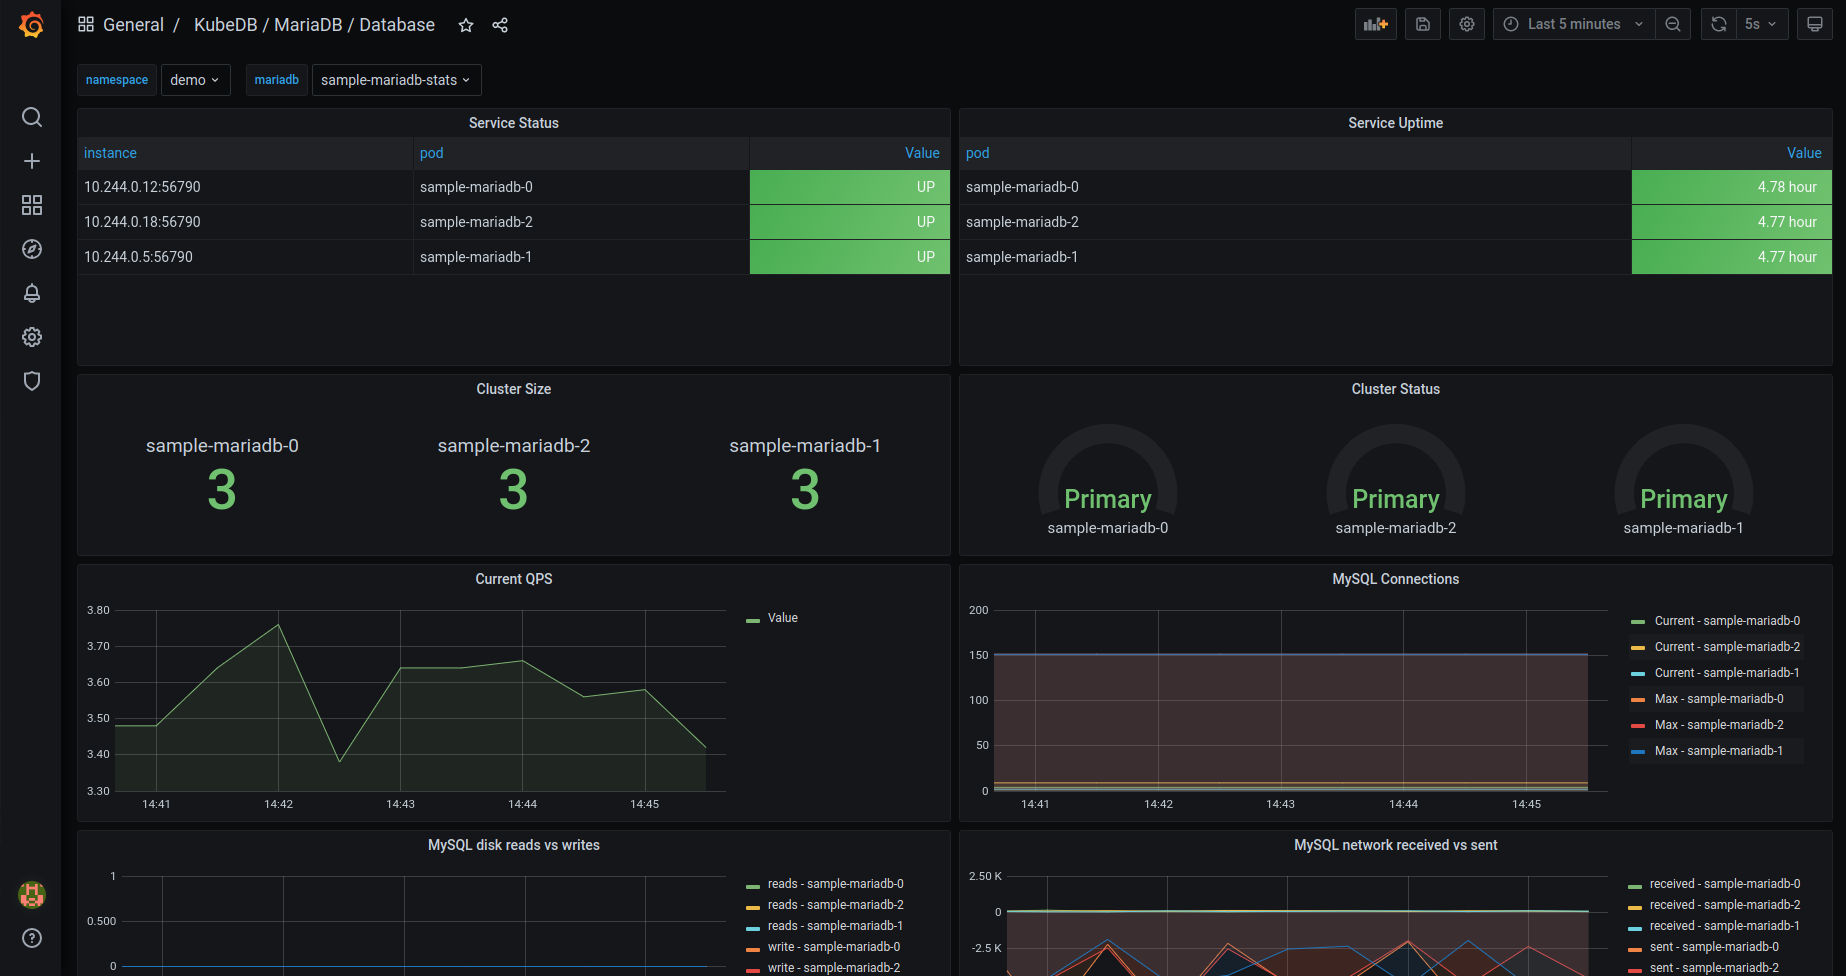 General / KubeDB / MariaDB / Database
Last 5 minutes
5s
namespace demo mariadb sample-mariadb-stats
Service Status
instance pod Value
10.244.0.12:56790 sample-mariadb-0 UP
10.244.0.18:56790 sample-mariadb-2 UP
10.244.0.5:56790 sample-mariadb-1 UP
Service Uptime
pod Value
sample-mariadb-0 4.78 hour
sample-mariadb-2 4.77 hour
sample-mariadb-1 4.77 hour
Cluster Size
sample-mariadb-0 sample-mariadb-2 sample-mariadb-1
3 3 3
Cluster Status
Primary Primary Primary
sample-mariadb-0 sample-mariadb-2 sample-mariadb-1
Current QPS
3.80
3.70
3.60
3.50
3.40
3.30
14:41 14:42 14:43 14:44 14:45
Value
MySQL Connections
200
150
100
50
0
14:41 14:42 14:43 14:44 14:45
Current - sample-mariadb-0
Current - sample-mariadb-2
Current - sample-mariadb-1
Max - sample-mariadb-0
Max - sample-mariadb-2
Max - sample-mariadb-1
MySQL disk reads vs writes
1
0.500
0
reads - sample-mariadb-0
reads - sample-mariadb-2
reads - sample-mariadb-1
write - sample-mariadb-0
write - sample-mariadb-2
MySQL network received vs sent
2.50 K
0
-2.5 K
received - sample-mariadb-0
received - sample-mariadb-2
received - sample-mariadb-1
sent - sample-mariadb-0
sent - sample-mariadb-2